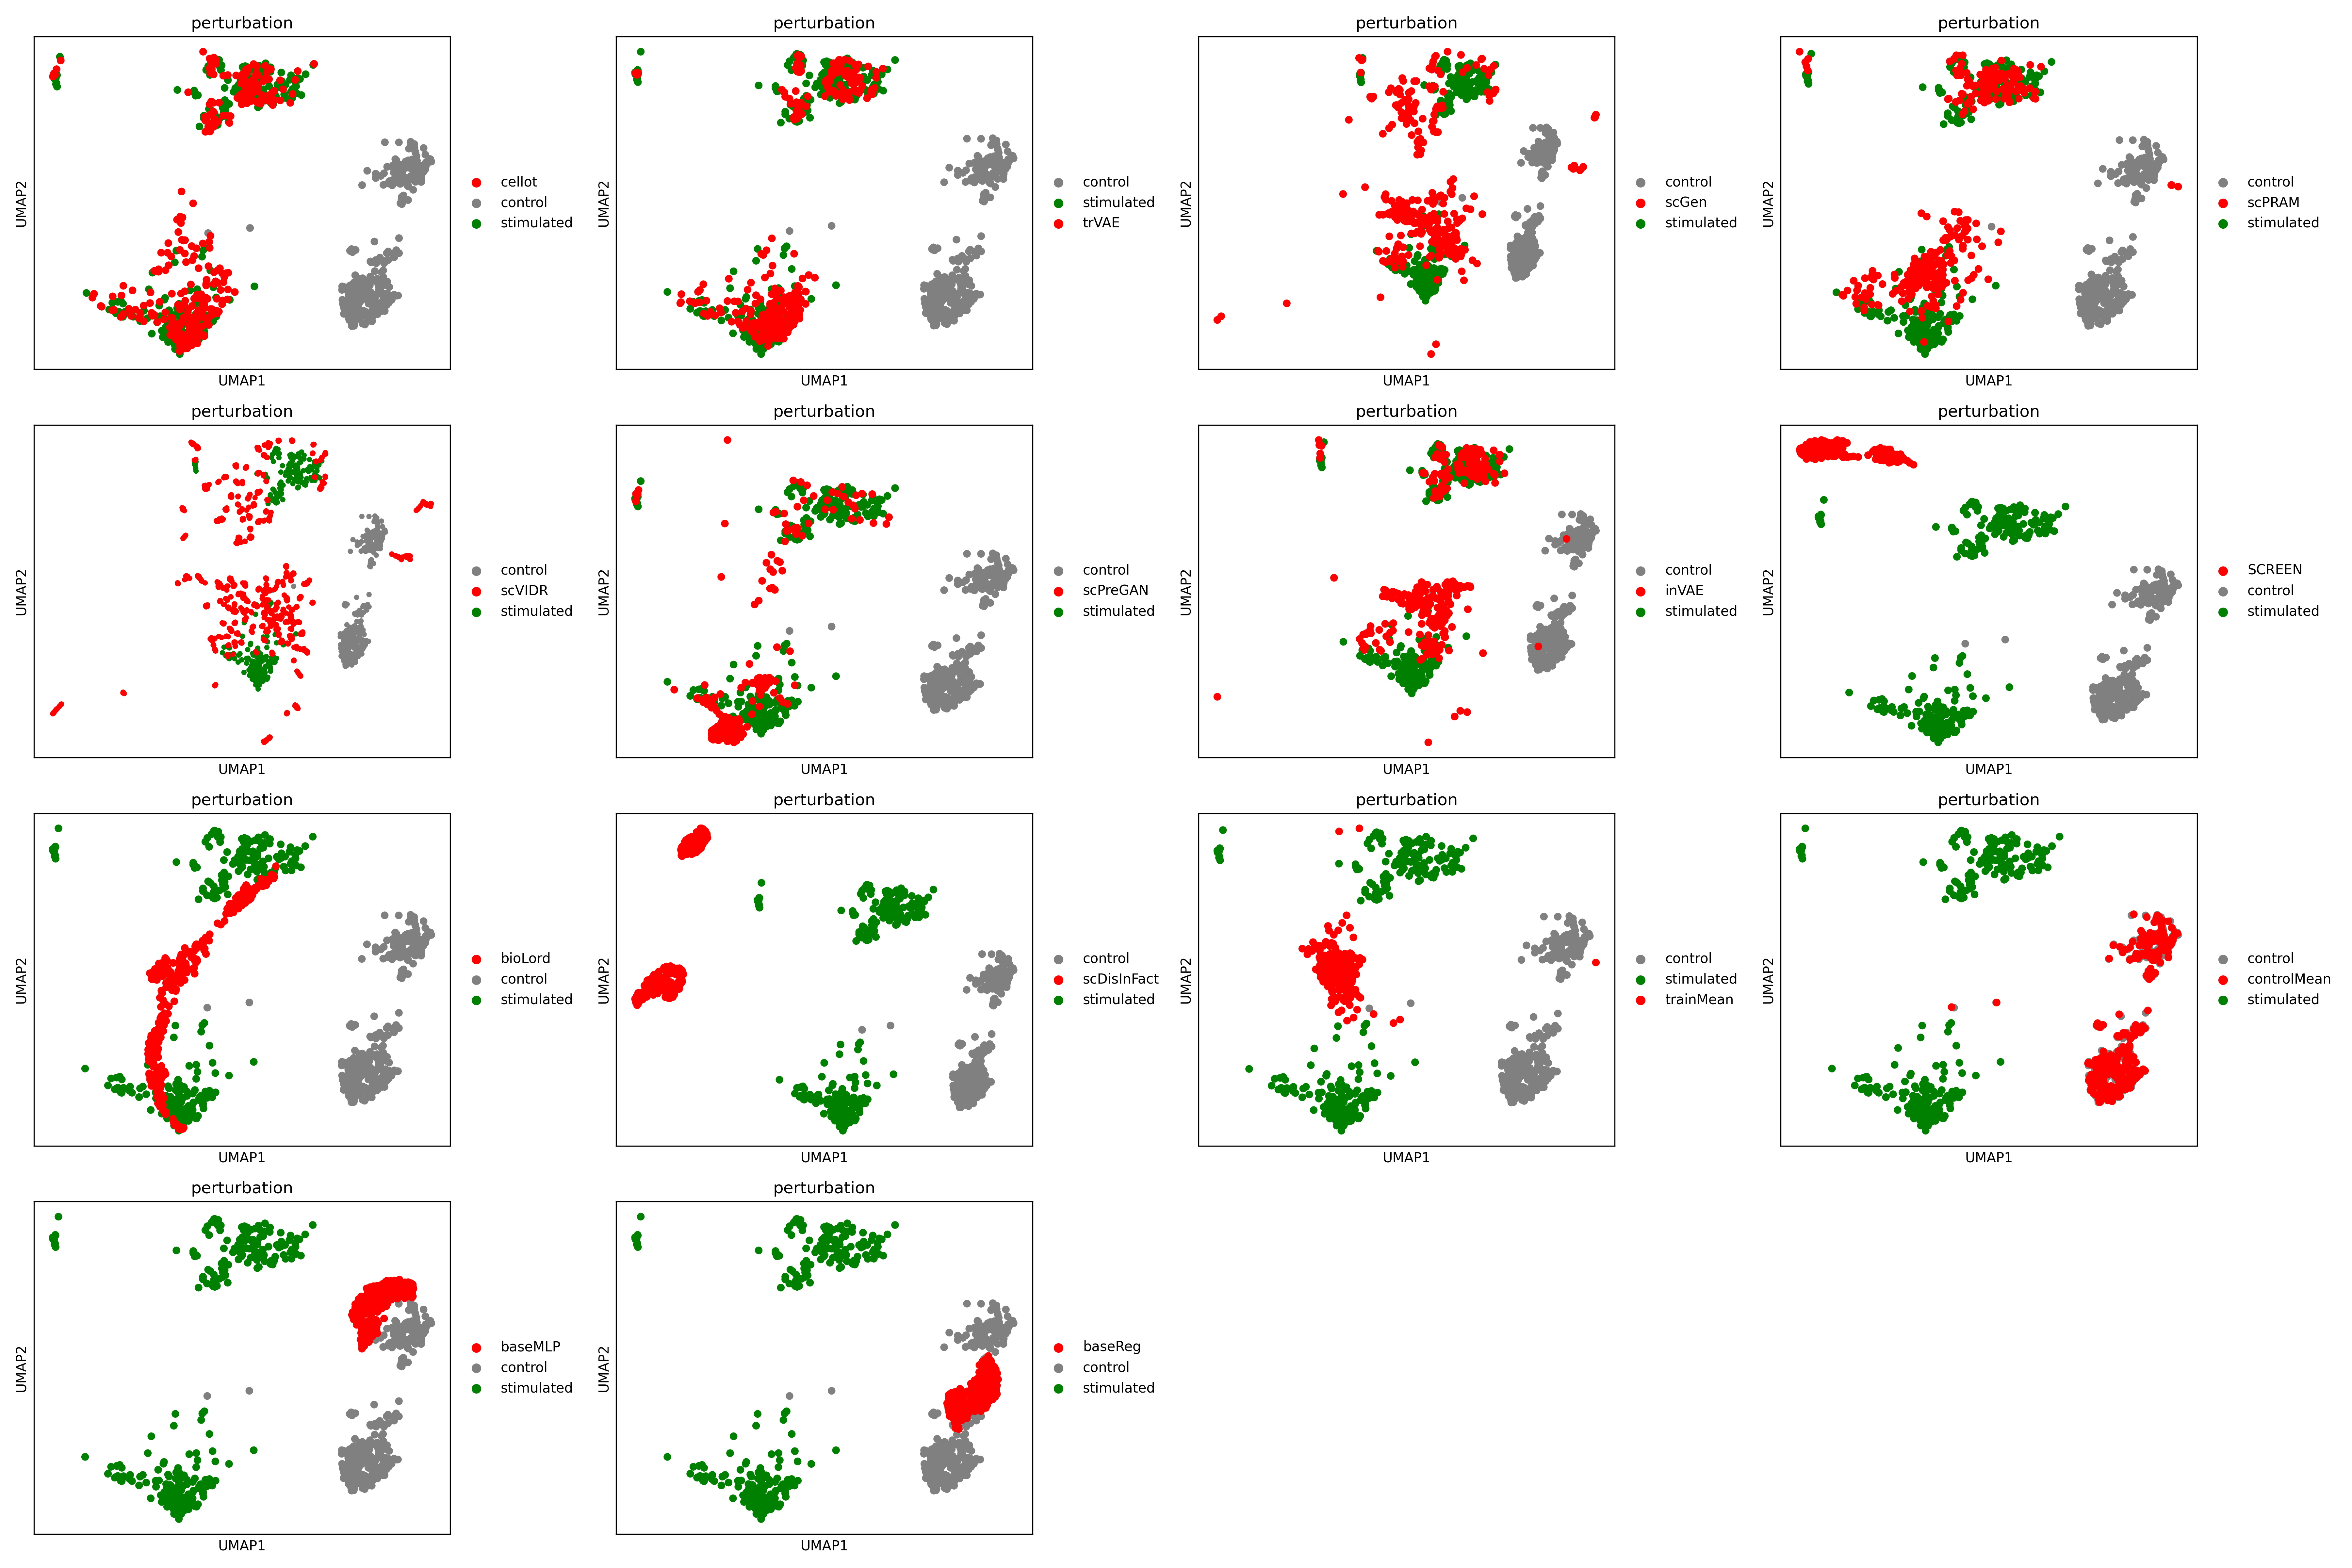 perturbation
UMAP2
UMAP1
cellot
control
stimulated
perturbation
UMAP2
UMAP1
control
stimulated
trVAE
perturbation
UMAP2
UMAP1
control
scGen
stimulated
perturbation
UMAP2
UMAP1
control
scPRAM
stimulated
perturbation
UMAP2
UMAP1
control
scVIDR
stimulated
perturbation
UMAP2
UMAP1
control
scPreGAN
stimulated
perturbation
UMAP2
UMAP1
control
inVAE
stimulated
perturbation
UMAP2
UMAP1
SCREEN
control
stimulated
perturbation
UMAP2
UMAP1
bioLord
control
stimulated
perturbation
UMAP2
UMAP1
control
scDisInFact
stimulated
perturbation
UMAP2
UMAP1
control
stimulated
trainMean
perturbation
UMAP2
UMAP1
control
controlMean
stimulated
perturbation
UMAP2
UMAP1
baseMLP
control
stimulated
perturbation
UMAP2
UMAP1
baseReg
control
stimulated